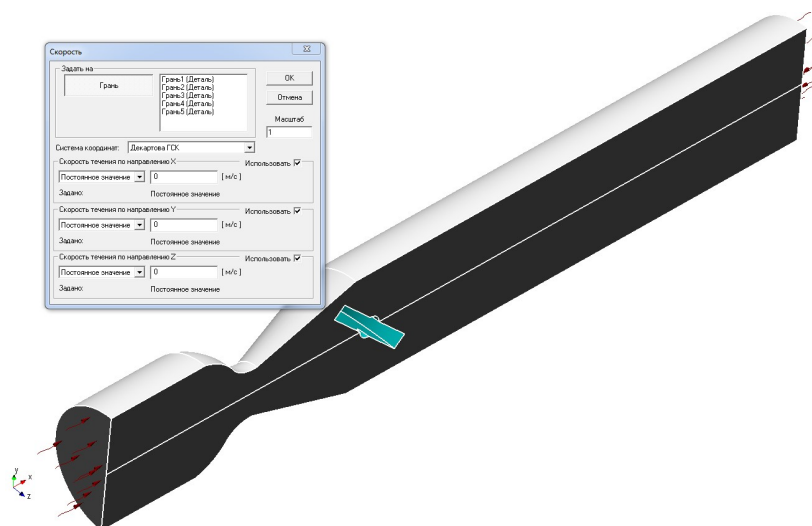 Скорость
Задать на
Грань
Грань1 (Деталь)
Грань2 (Деталь)
Грань3 (Деталь)
Грань4 (Деталь)
Грань5 (Деталь)
OK
Отмена
Масштаб
1
Система координат: Декартова ГСК
Скорость течения по направлению X Использовать
Постоянное значение 0 [ м/с ]
Задано: Постоянное значение
Скорость течения по направлению Y Использовать
Постоянное значение 0 [ м/с ]
Задано: Постоянное значение
Скорость течения по направлению Z Использовать
Постоянное значение 0 [ м/с ]
Задано: Постоянное значение
y
x
z